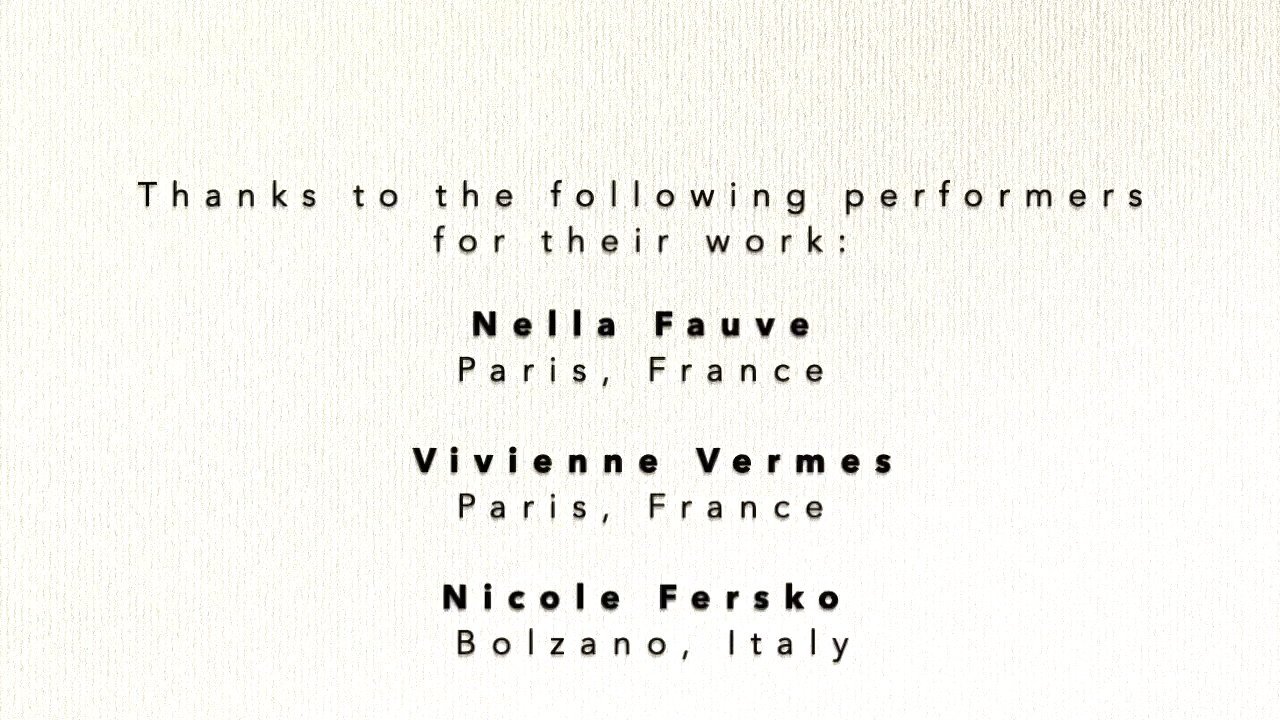 Thanks to the following performers
for their work:
Nella Fauve
Paris, France
Vivienne Vermes
Paris, France
Nicole Fersko
Bolzano, Italy